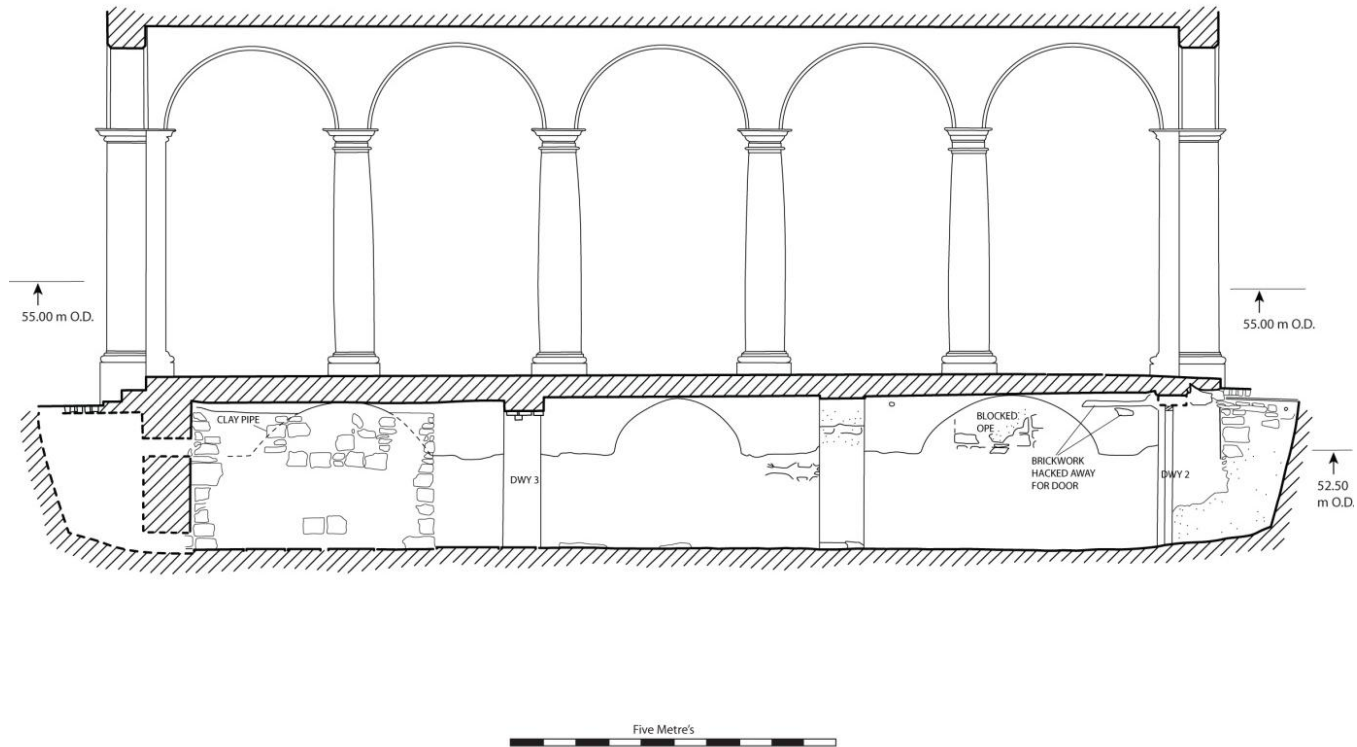 55.00 m O.D.
55.00 m O.D.
CLAY PIPE
BLOCKED
OPE
BRICKWORK
HACKED AWAY
FOR DOOR
DWY 3
DWY 2
52.50
m O.D.
Five Metre's